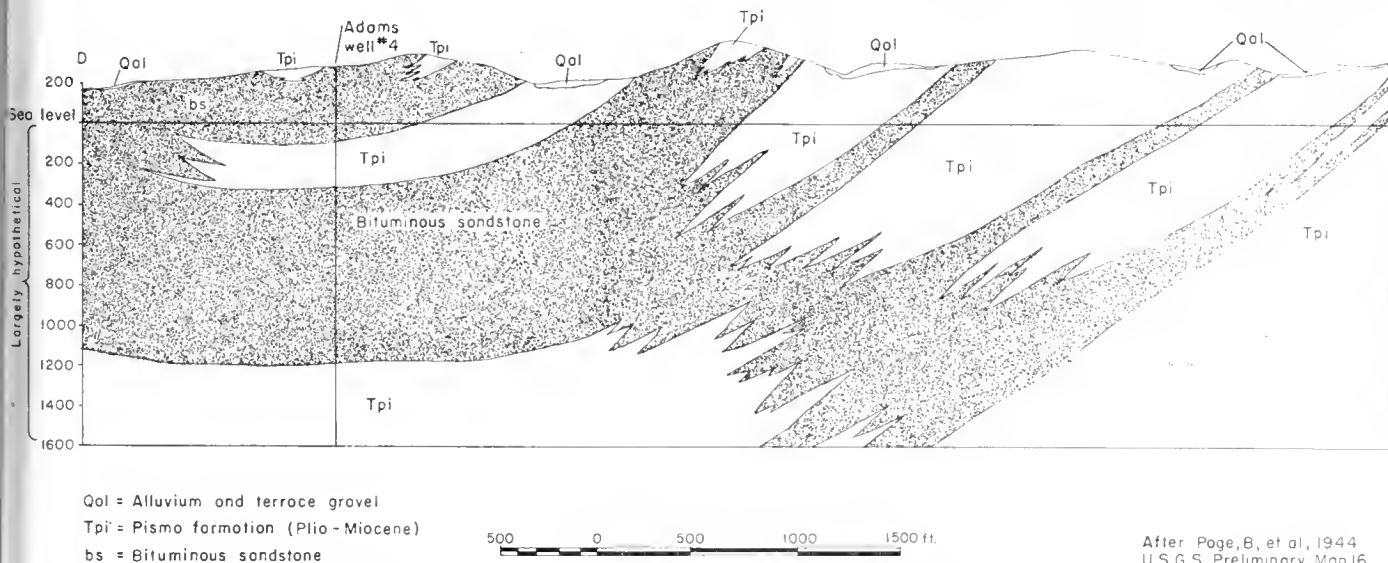 Tpi
Adams
well #4
D
Qal
Tpi
Tpi
Qal
Qal
Qal
200
bs
Sea level
Tpi
Tpi
200
Tpi
Tpi
400
Bituminous sandstone
Tpi
600
800
Largely hypothetical
1000
1200
Tpi
1400
1600
Qal = Alluvium and terrace gravel
Tpi = Pismo formation (Plio-Miocene)
bs = Bituminous sandstone
500 0 500 1000 1500 ft.
After Page, B, et al, 1944
U.S.G.S. Preliminary Map 16